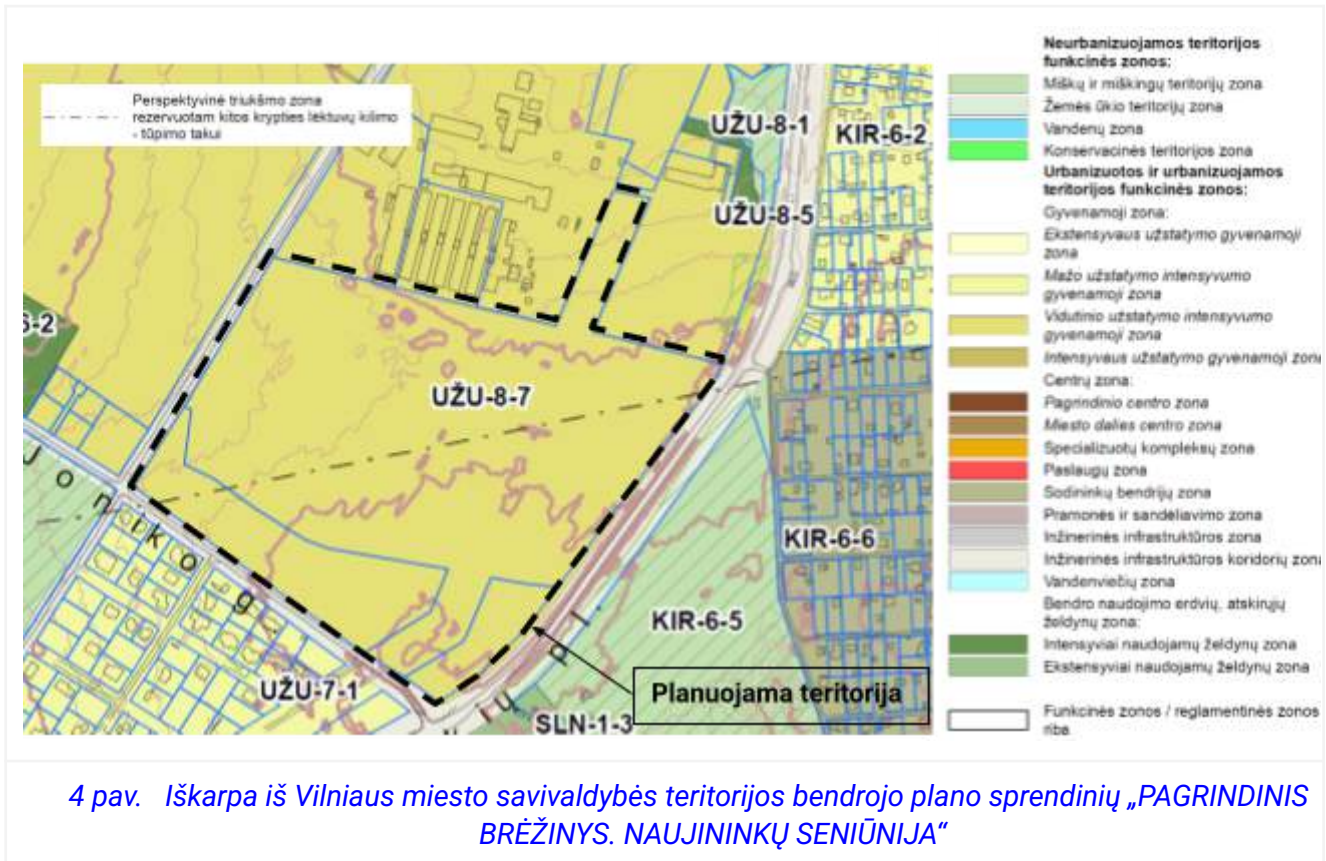 Perspektyvinė triukšmo zona
rezervuotam kitos krypties lėktuvų kilimo
- tūpimo takui
UŽU-8-1
KIR-6-2
UŽU-8-5
6-2
UŽU-8-7
KIR-6-6
KIR-6-5
UŽU-7-1
SLN-1-3
Joniško g.
Planuojama teritorija
Neurbanizuojamos teritorijos
funkcinės zonos:
Miškų ir miškingų teritorijų zona
Žemės ūkio teritorijų zona
Vandenų zona
Konservacinės teritorijos zona
Urbanizuotos ir urbanizuojamos
teritorijos funkcinės zonos:
Gyvenamoji zona:
Ekstensyvaus užstatymo gyvenamoji
zona
Mažo užstatymo intensyvumo
gyvenamoji zona
Vidutinio užstatymo intensyvumo
gyvenamoji zona
Intensyvaus užstatymo gyvenamoji zona
Centrų zona:
Pagrindinio centro zona
Miesto dalies centro zona
Specializuotų kompleksų zona
Paslaugų zona
Sodininkų bendrijų zona
Pramonės ir sandėliavimo zona
Inžinerinės infrastruktūros zona
Inžinerinės infrastruktūros koridorių zona
Vandenviečių zona
Bendro naudojimo erdvių, atskirųjų
želdynų zona:
Intensyviai naudojamų želdynų zona
Ekstensyviai naudojamų želdynų zona
Funkcinės zonos / reglamentinės zonos
riba
4 pav. Iškarpa iš Vilniaus miesto savivaldybės teritorijos bendrojo plano sprendinių „PAGRINDINIS
BRĖŽINYS. NAUJININKŲ SENIŪNIJA“